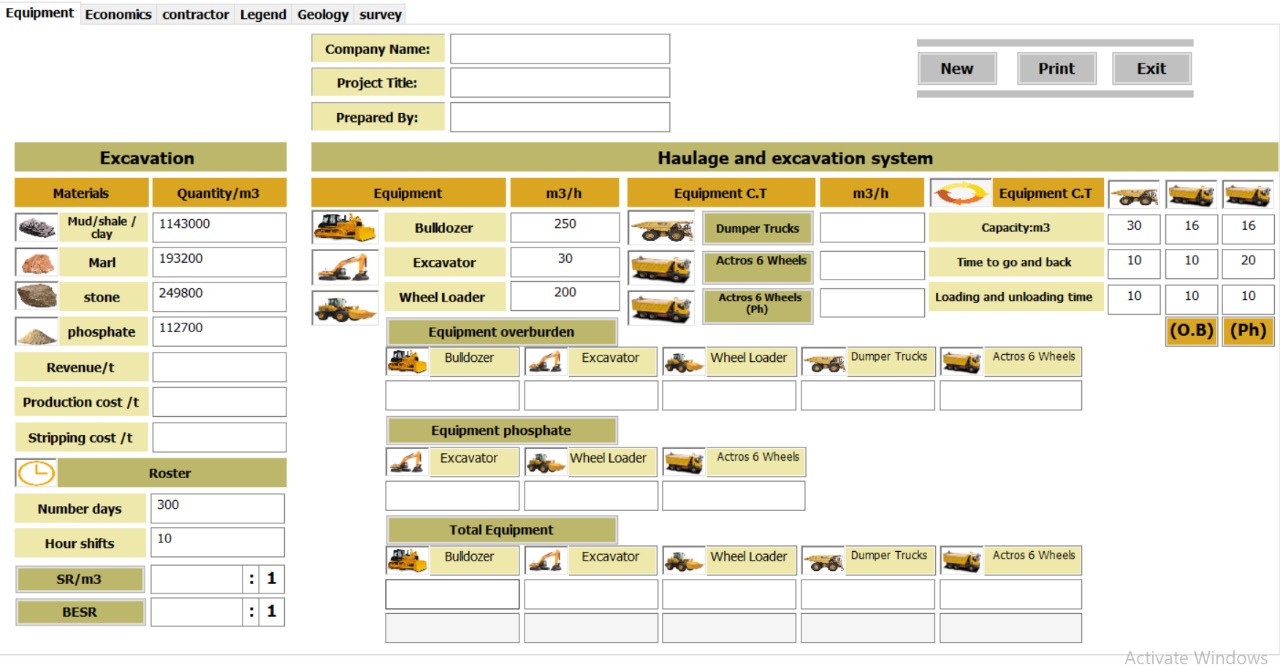 Equipment Economics contractor Legend Geology survey
Company Name:
Project Title:
Prepared By:
New Print Exit
Excavation
Materials Quantity/m3
Mud/shale /
clay 1143000
Marl 193200
stone 249800
phosphate 112700
Revenue/t
Production cost /t
Stripping cost /t
Roster
Number days 300
Hour shifts 10
SR/m3 : 1
BESR : 1
Haulage and excavation system
Equipment m3/h Equipment C.T m3/h Equipment C.T
Bulldozer 250 Dumper Trucks Capacity:m3 30 16 16
Excavator 30 Actros 6 Wheels Time to go and back 10 10 20
Wheel Loader 200 Actros 6 Wheels
(Ph) Loading and unloading time 10 10 10
(O.B) (Ph)
Equipment overburden
Bulldozer Excavator Wheel Loader Dumper Trucks Actros 6 Wheels
Equipment phosphate
Excavator Wheel Loader Actros 6 Wheels
Total Equipment
Bulldozer Excavator Wheel Loader Dumper Trucks Actros 6 Wheels
Activate Windows